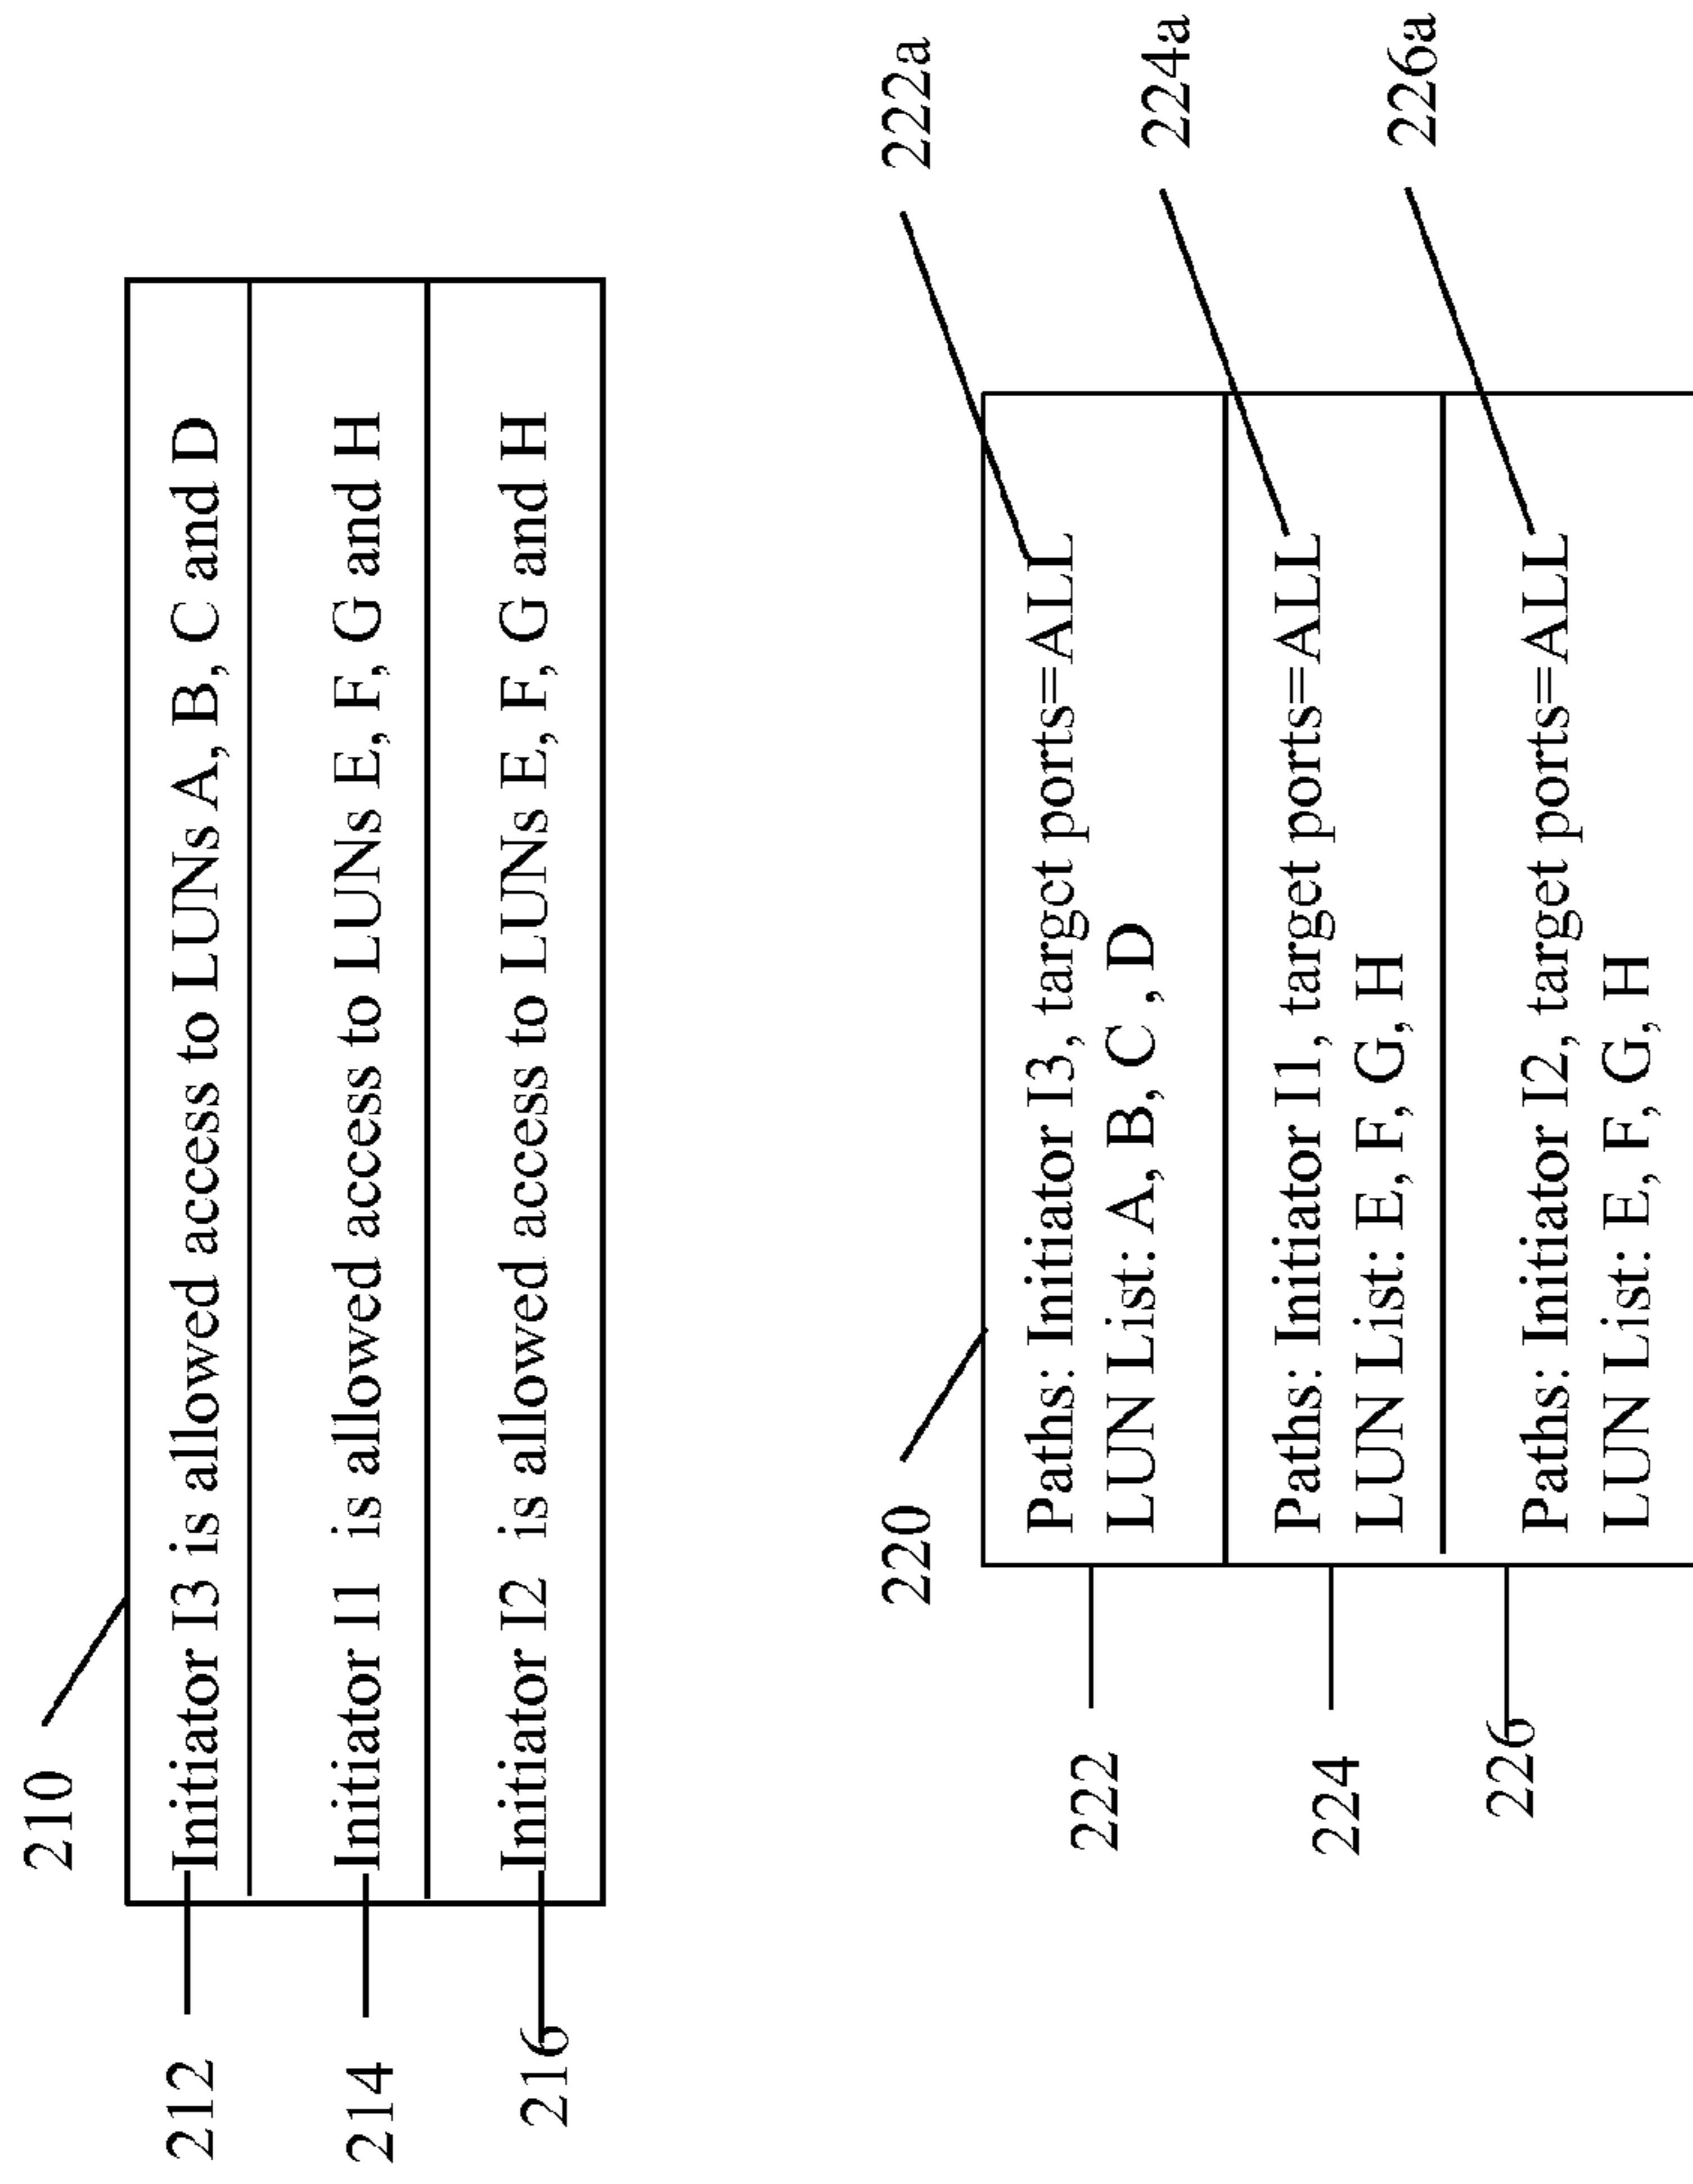 210
212
Initiator I3 is allowed access to LUNs A, B, C and D
214
Initiator I1 is allowed access to LUNs E, F, G and H
216
Initiator I2 is allowed access to LUNs E, F, G and H
220
222a
222
Paths: Initiator I3, target ports=ALL
LUN List: A, B, C , D
224a
224
Paths: Initiator I1, target ports=ALL
LUN List: E, F, G, H
226a
226
Paths: Initiator I2, target ports=ALL
LUN List: E, F, G, H